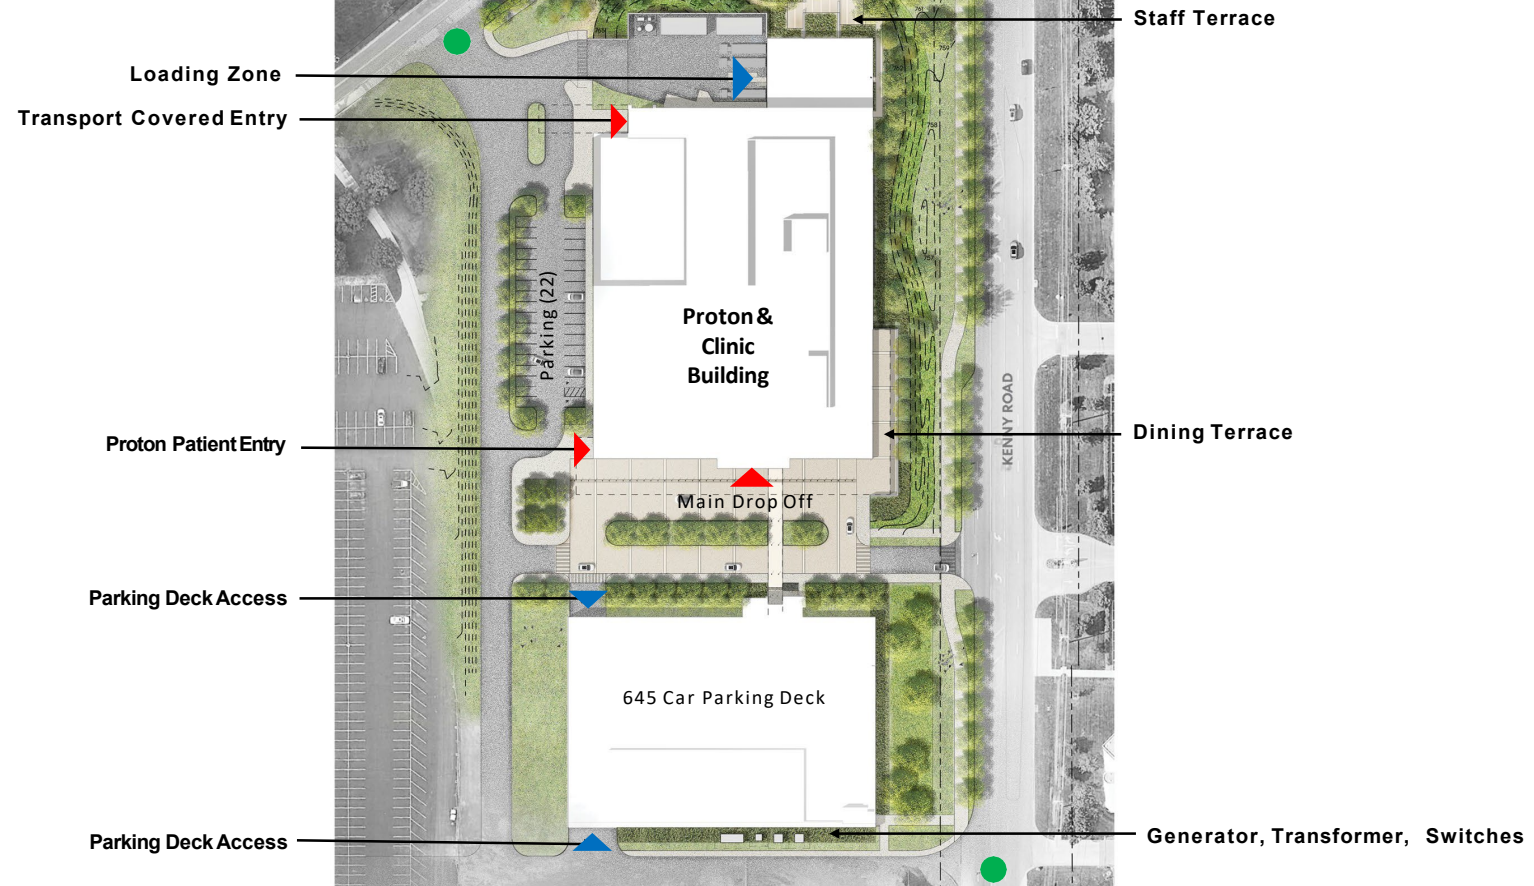 Staff Terrace
Loading Zone
Transport Covered Entry
Parking (22)
Proton &
Clinic
Building
KENNY ROAD
Proton Patient Entry
Dining Terrace
Main Drop Off
Parking Deck Access
645 Car Parking Deck
Parking Deck Access
Generator, Transformer, Switches